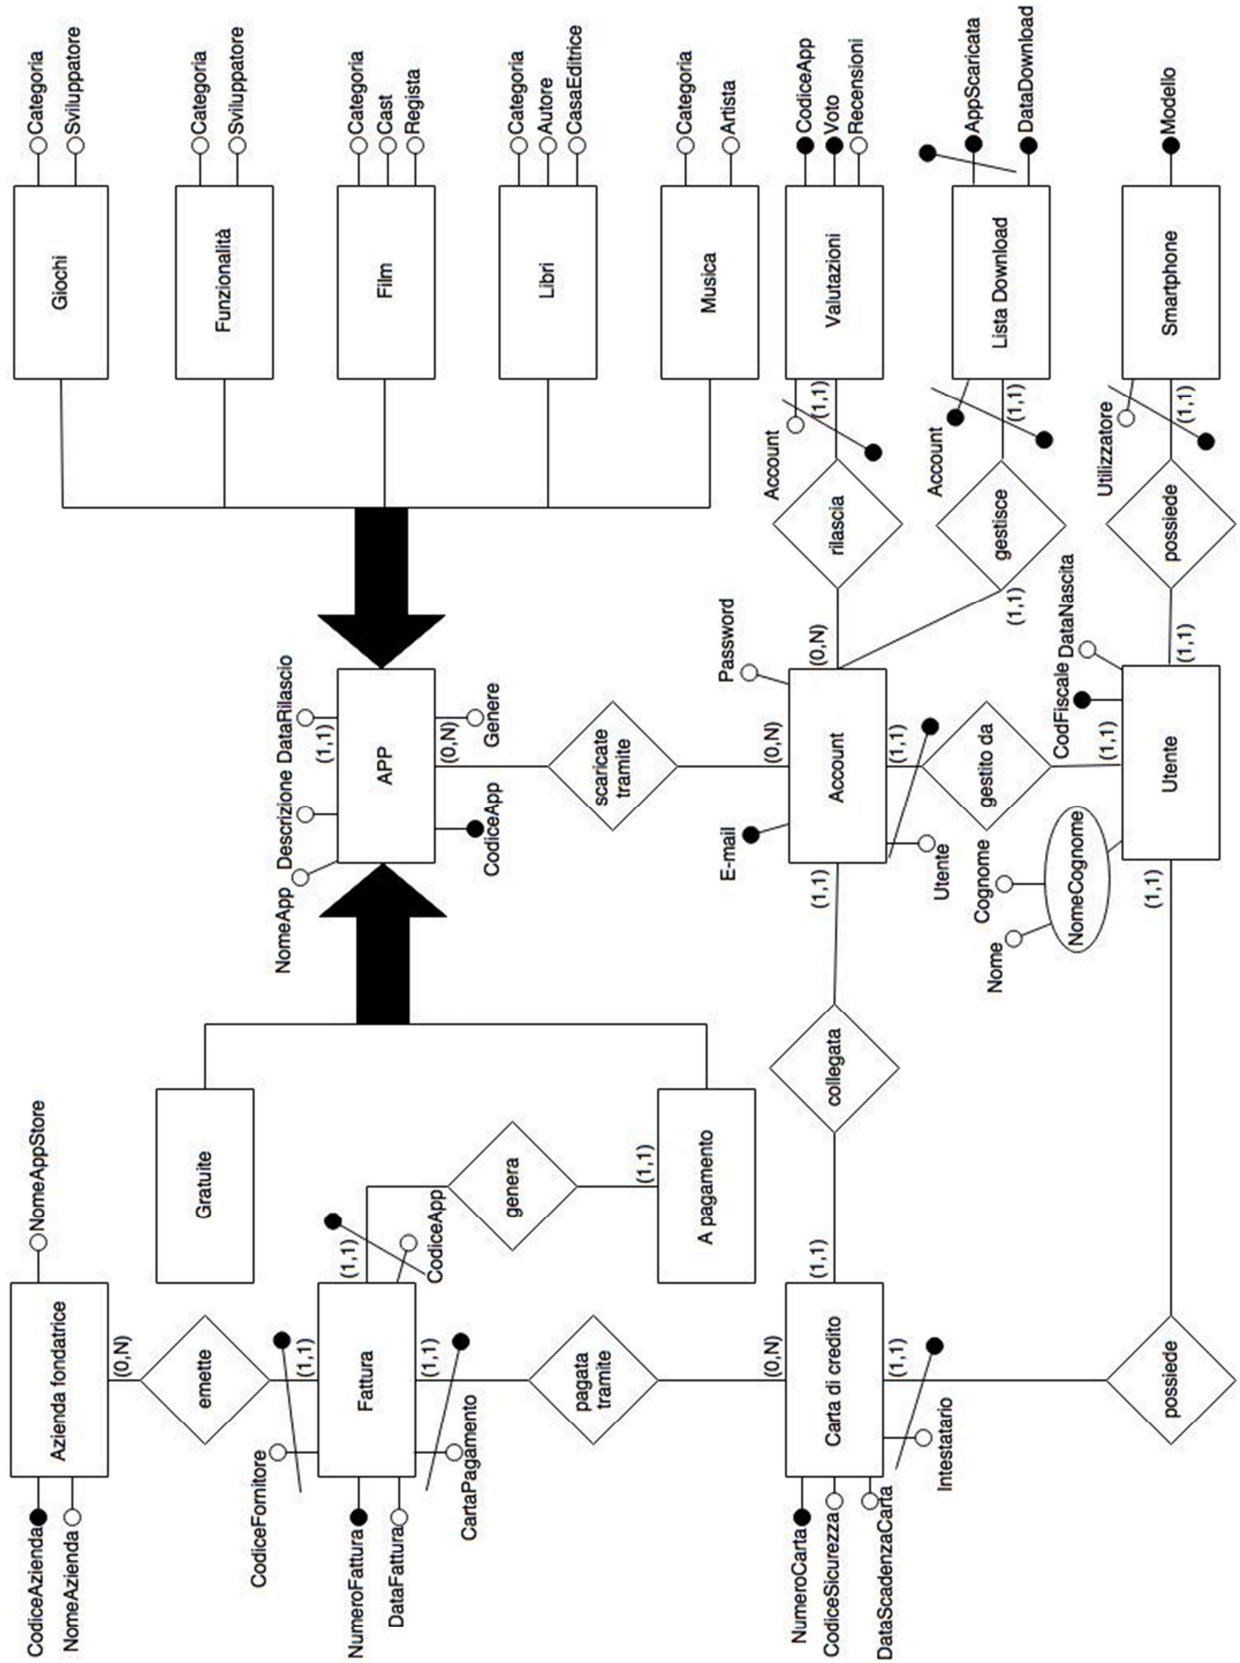 CodiceAzienda
NomeAzienda
Azienda fondatrice
NomeAppStore
(0,N)
emette
Gratuite
(1,1)
CodiceFornitore
NumeroFattura
DataFattura
Fattura
(1,1)
CodiceApp
(1,1)
CartaPagamento
genera
pagata
tramite
(1,1)
A pagamento
(0,N)
NumeroCarta
CodiceSicurezza
DataScadenzaCarta
Carta di credito
(1,1)
(1,1)
Intestatario
collegata
possiede
(1,1)
NomeApp
Descrizione
DataRilascio
(1,1)
APP
(0,N)
CodiceApp
Genere
scaricate
tramite
(0,N)
E-mail
Password
Account
(1,1)
(0,N)
(1,1)
Utente
gestito da
Nome
Cognome
NomeCognome
CodFiscale
DataNascita
(1,1)
(1,1)
Utente
(1,1)
Giochi
Categoria
Sviluppatore
Funzionalità
Categoria
Sviluppatore
Film
Categoria
Cast
Regista
Libri
Categoria
Autore
CasaEditrice
Musica
Categoria
Artista
rilascia
Account
(1,1)
Valutazioni
CodiceApp
Voto
Recensioni
gestisce
(1,1)
Account
(1,1)
Lista Download
AppScaricata
DataDownload
possiede
Utilizzatore
(1,1)
Smartphone
Modello